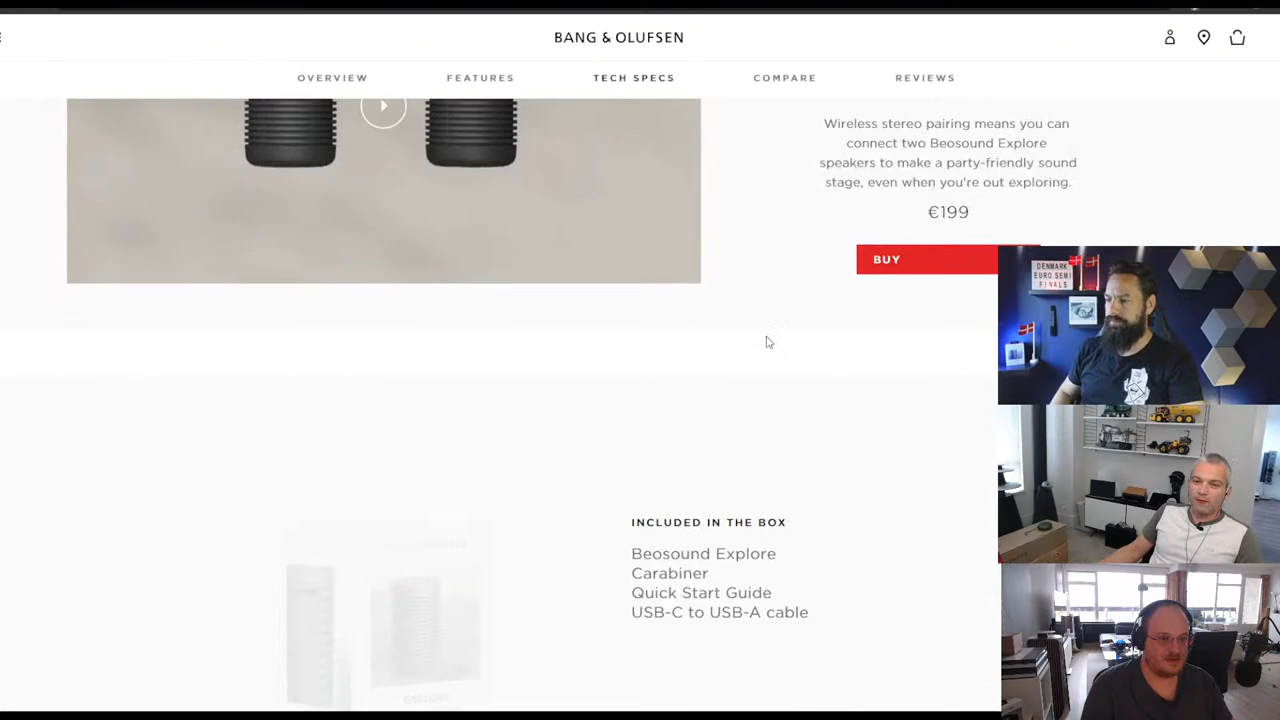 BANG & OLUFSEN
OVERVIEW FEATURES TECH SPECS COMPARE REVIEWS
Wireless stereo pairing means you can
connect two Beosound Explore
speakers to make a party-friendly sound
stage, even when you're out exploring.
€199
BUY
DENMARK
EURO SEMI
FINALS
INCLUDED IN THE BOX
Beosound Explore
Carabiner
Quick Start Guide
USB-C to USB-A cable